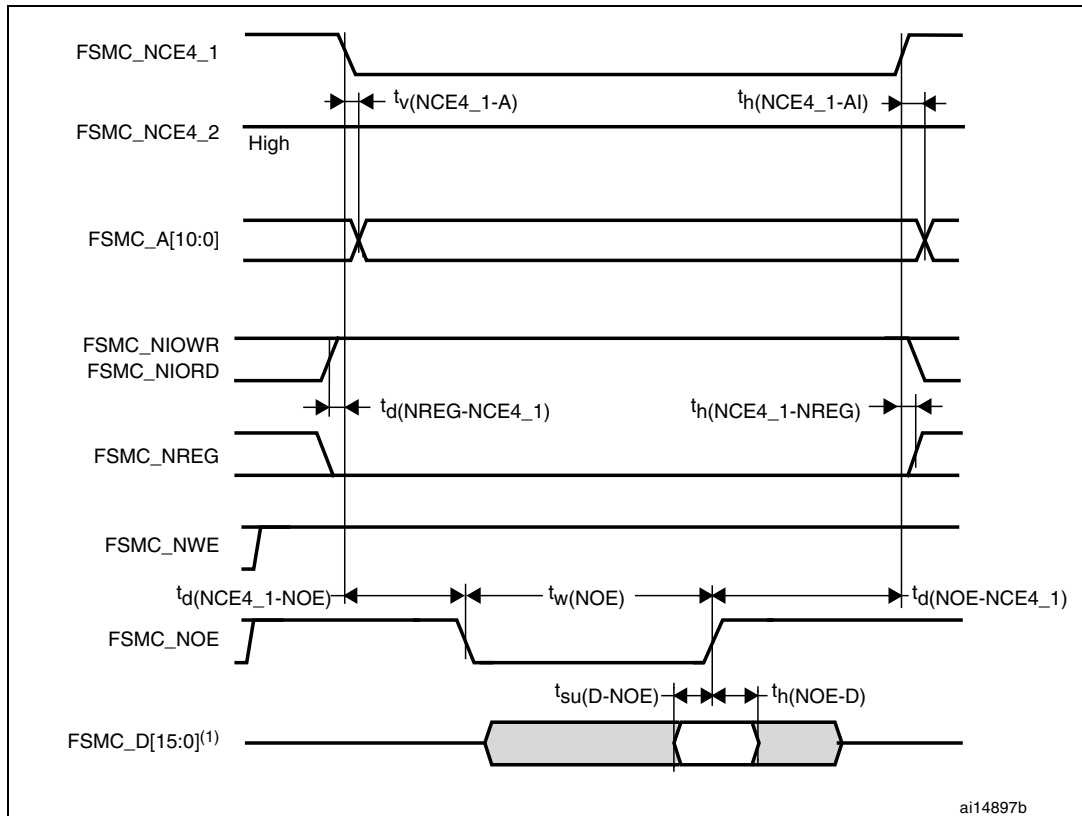 FSMC_NCE4_1
tv(NCE4_1-A)
th(NCE4_1-AI)
FSMC_NCE4_2
High
FSMC_A[10:0]
FSMC_NIOWR
FSMC_NIORD
td(NREG-NCE4_1)
th(NCE4_1-NREG)
FSMC_NREG
FSMC_NWE
td(NCE4_1-NOE)
tw(NOE)
td(NOE-NCE4_1)
FSMC_NOE
tsu(D-NOE)
th(NOE-D)
FSMC_D[15:0](1)
ai14897b